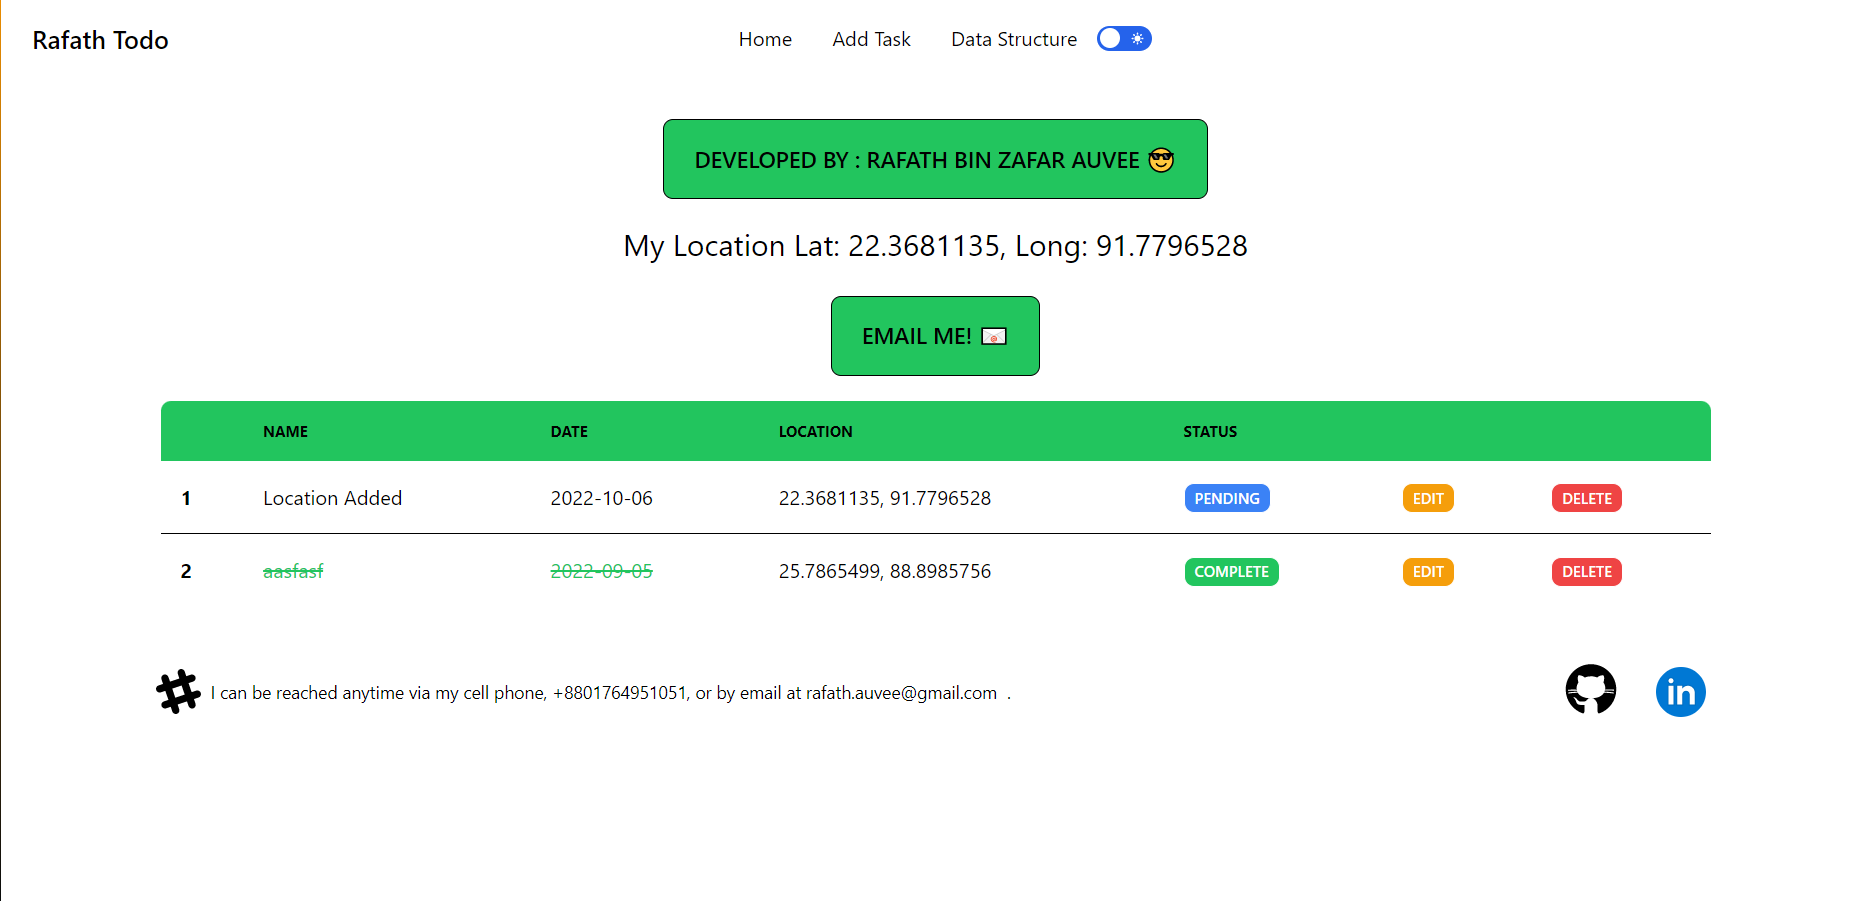 Rafath Todo Home Add Task Data Structure
DEVELOPED BY : RAFATH BIN ZAFAR AUVEE 😎
My Location Lat: 22.3681135, Long: 91.7796528
EMAIL ME! 📧
NAME DATE LOCATION STATUS
1 Location Added 2022-10-06 22.3681135, 91.7796528 PENDING EDIT DELETE
2 aasfasf 2022-09-05 25.7865499, 88.8985756 COMPLETE EDIT DELETE
I can be reached anytime via my cell phone, +8801764951051, or by email at rafath.auvee@gmail.com .
in